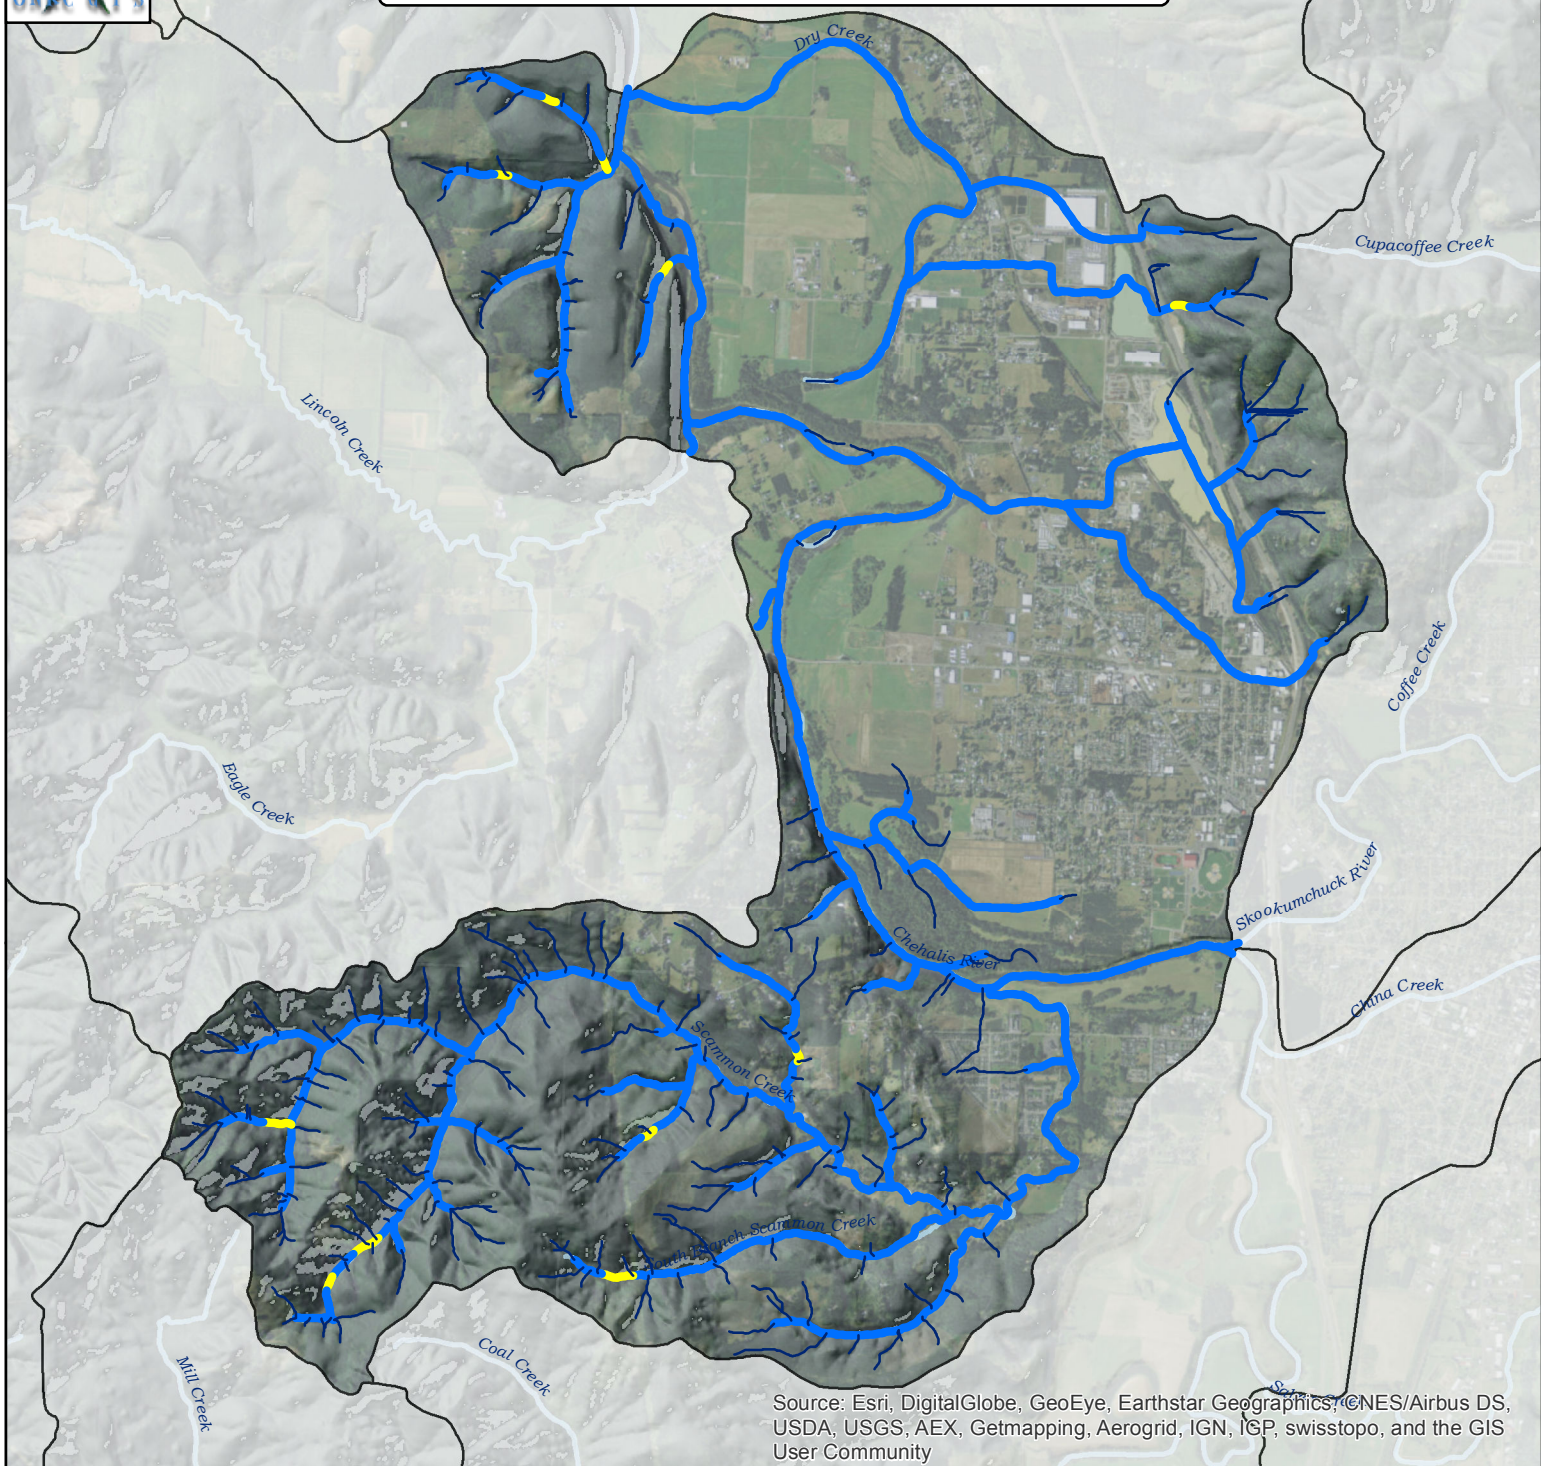 Dry Creek
Cupacoffee Creek
Lincoln Creek
Coffee Creek
Eagle Creek
Skookumchuck River
Chehalis River
China Creek
Scammon Creek
South Branch Scammon Creek
Coal Creek
Mill Creek
Source: Esri, DigitalGlobe, GeoEye, Earthstar Geographics, CNES/Airbus DS,
USDA, USGS, AEX, Getmapping, Aerogrid, IGN, IGP, swisstopo, and the GIS
User Community